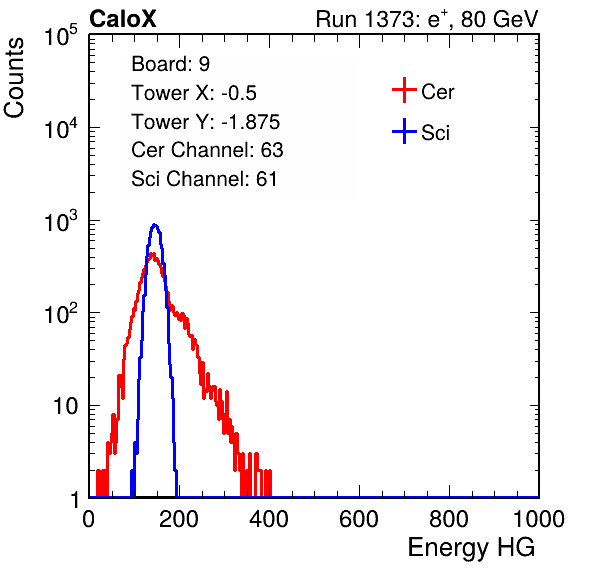 CaloX Run 1373: e⁺, 80 GeV
Counts
Board: 9
Tower X: -0.5
Tower Y: -1.875
Cer Channel: 63
Sci Channel: 61
Cer
Sci
10⁵
10⁴
10³
10²
10
1
0 200 400 600 800 1000
Energy HG